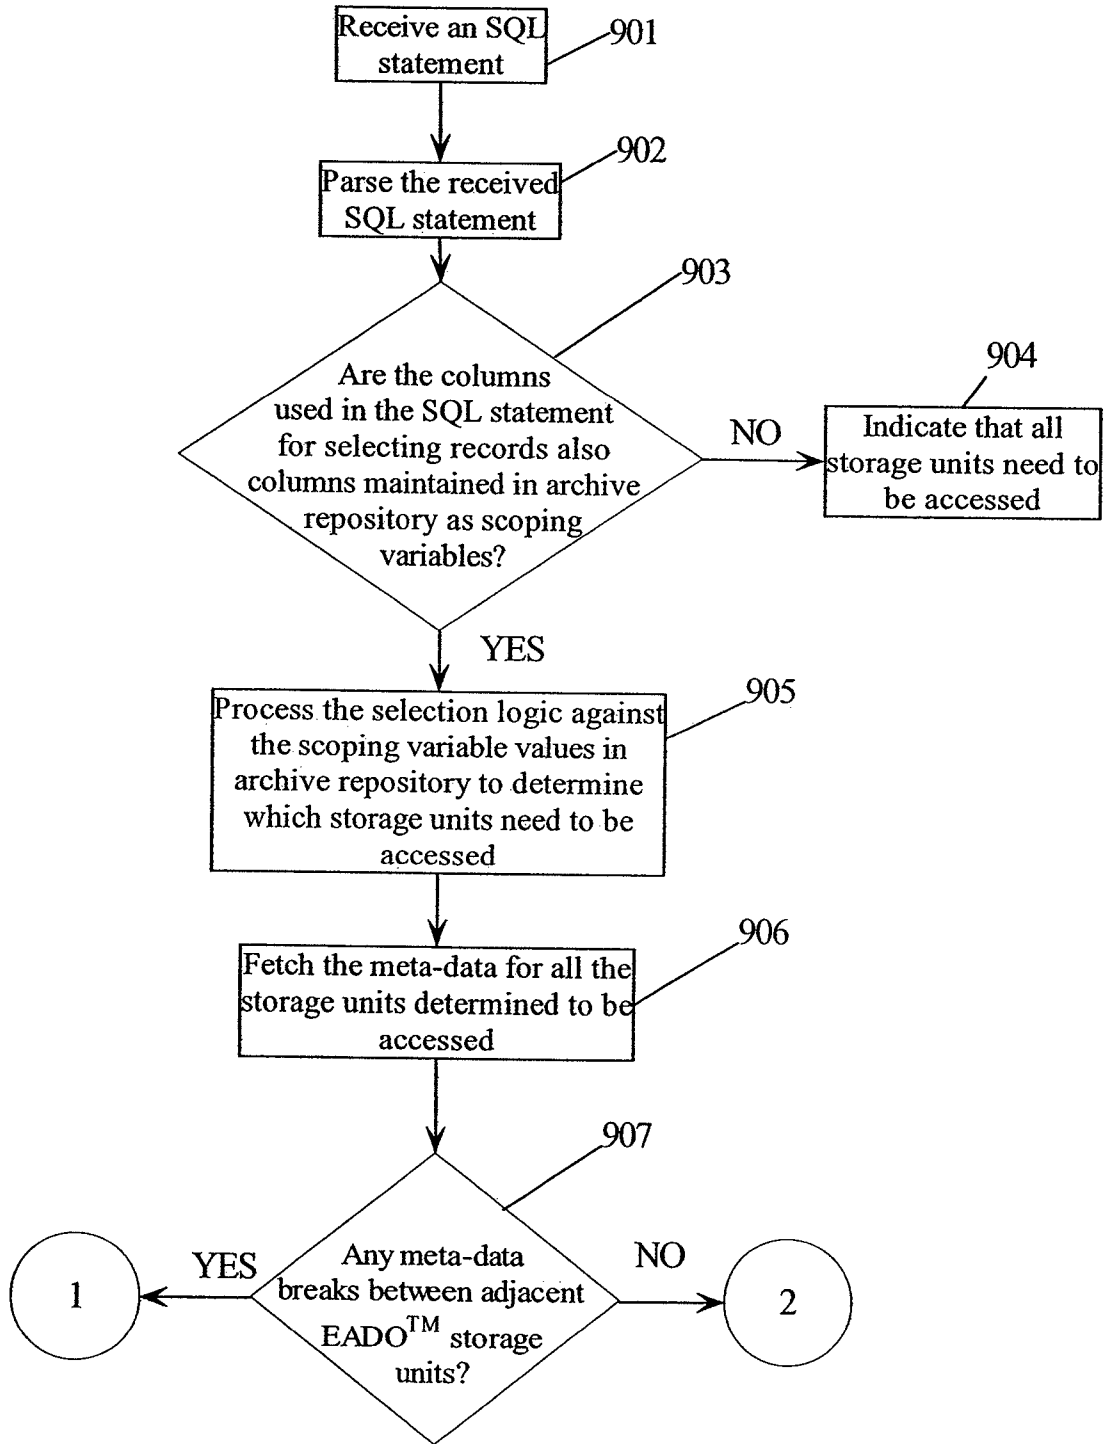 Receive an SQL
statement
901
902
Parse the received
SQL statement
903
Are the columns
used in the SQL statement
for selecting records also
columns maintained in archive
repository as scoping
variables?
NO
904
Indicate that all
storage units need to
be accessed
YES
905
Process the selection logic against
the scoping variable values in
archive repository to determine
which storage units need to be
accessed
906
Fetch the meta-data for all the
storage units determined to be
accessed
907
Any meta-data
breaks between adjacent
EADO™ storage
units?
YES
1
NO
2